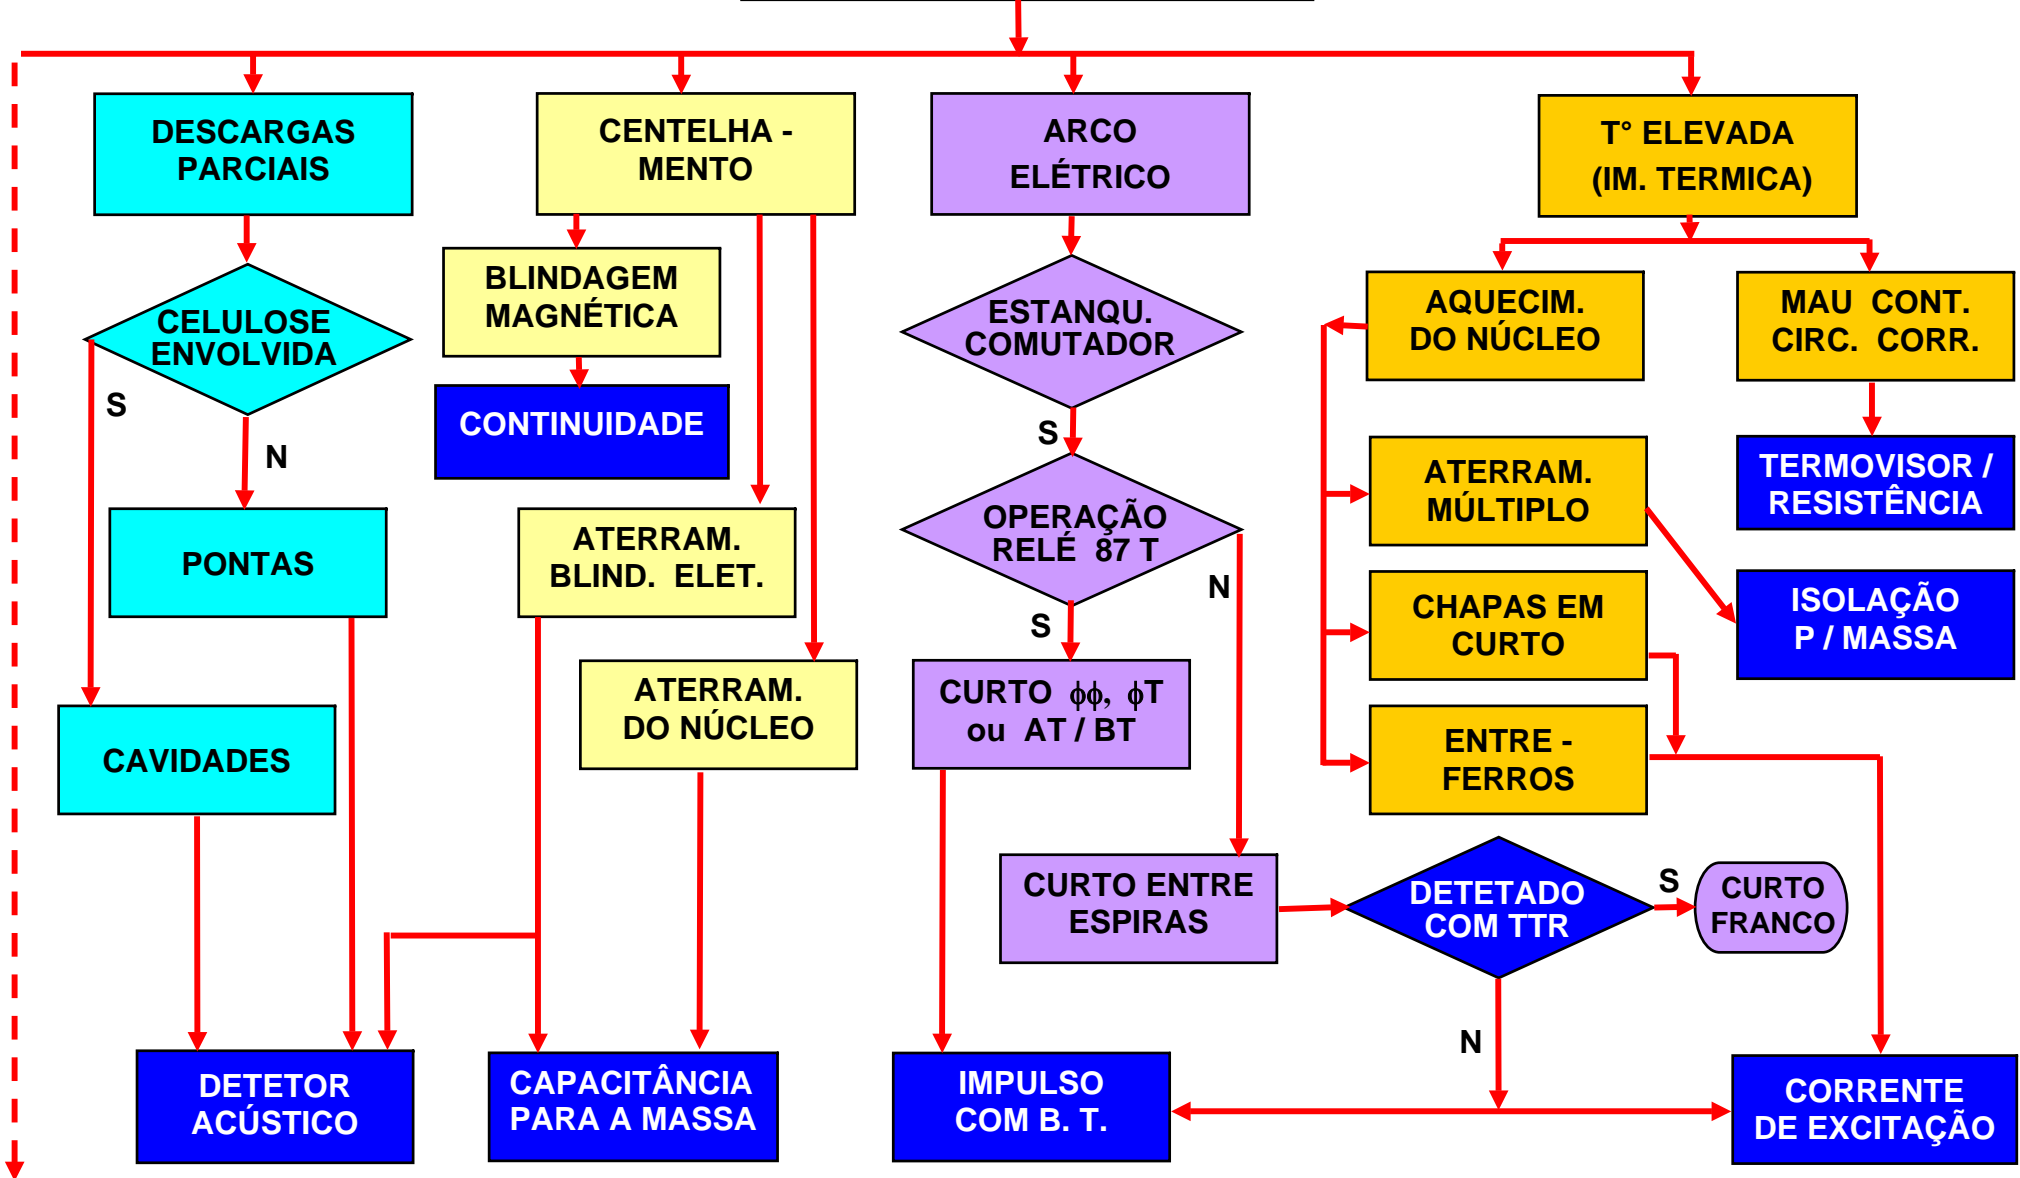 DESCARGAS
PARCIAIS
CENTELHA -
MENTO
ARCO
ELÉTRICO
T° ELEVADA
(IM. TERMICA)
CELULOSE
ENVOLVIDA
S
N
BLINDAGEM
MAGNÉTICA
CONTINUIDADE
ESTANQU.
COMUTADOR
S
AQUECIM.
DO NÚCLEO
MAU CONT.
CIRC. CORR.
PONTAS
ATERRAM.
BLIND. ELET.
OPERAÇÃO
RELÉ 87 T
N
S
ATERRAM.
MÚLTIPLO
TERMOVISOR /
RESISTÊNCIA
CHAPAS EM
CURTO
ISOLAÇÃO
P / MASSA
CAVIDADES
ATERRAM.
DO NÚCLEO
CURTO ϕϕ, ϕT
ou AT / BT
ENTRE -
FERROS
CURTO ENTRE
ESPIRAS
DETETADO
COM TTR
S
CURTO
FRANCO
N
DETETOR
ACÚSTICO
CAPACITÂNCIA
PARA A MASSA
IMPULSO
COM B. T.
CORRENTE
DE EXCITAÇÃO